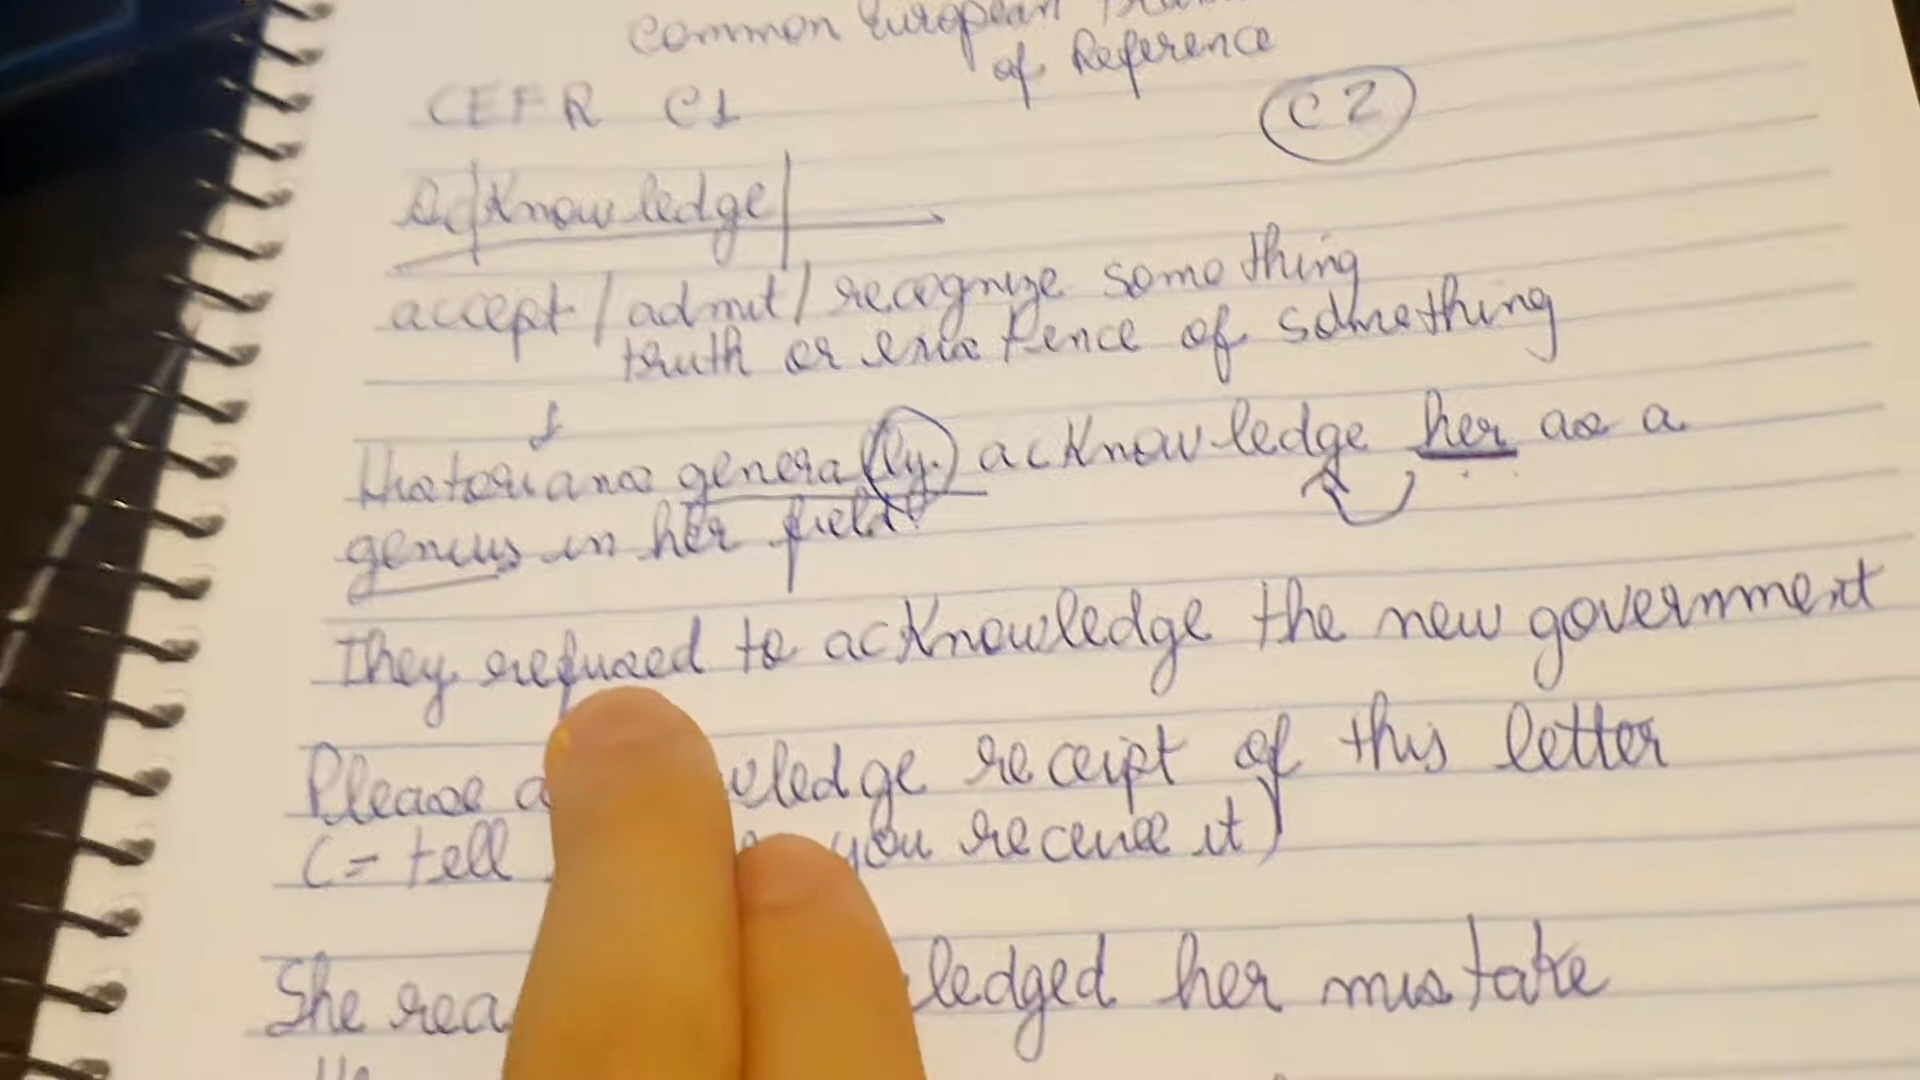 Common European
of Reference
CEFR C1
C2
Acknowledge
accept / admit / recognize something
truth or existence of something
Historians generally acknowledge her as a
genius in her field
They refused to acknowledge the new government
Please wledge receipt of this letter
(= tell you receive it)
She rea ledged her mistake